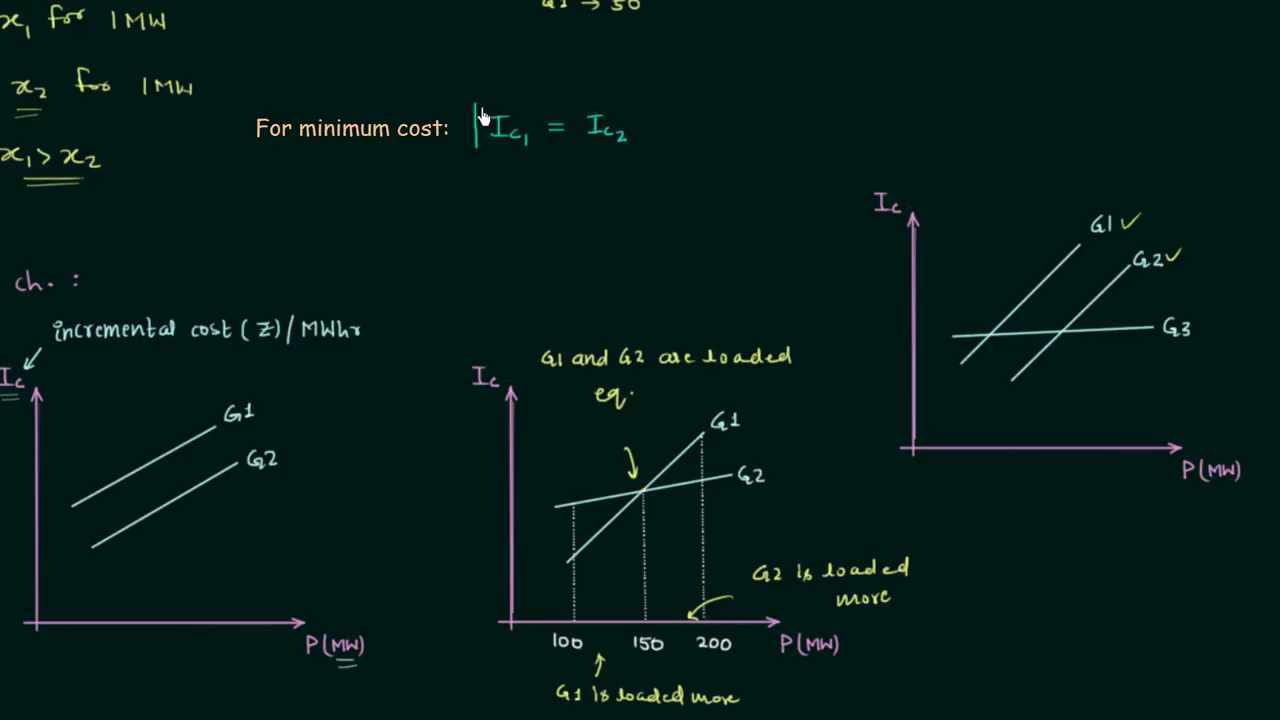 x₁ for 1MW
G1 → 50
x₂ for 1MW
For minimum cost: Ic₁ = Ic₂
x₁ > x₂
Ic
G1 ✓
G2 ✓
G3
P(MW)
ch. :
incremental cost (₹)/MWhr
Ic
G1
G2
P(MW)
G1 and G2 are loaded
eq.
Ic
G1
G2
G2 is loaded
more
100 150 200 P(MW)
G1 is loaded more